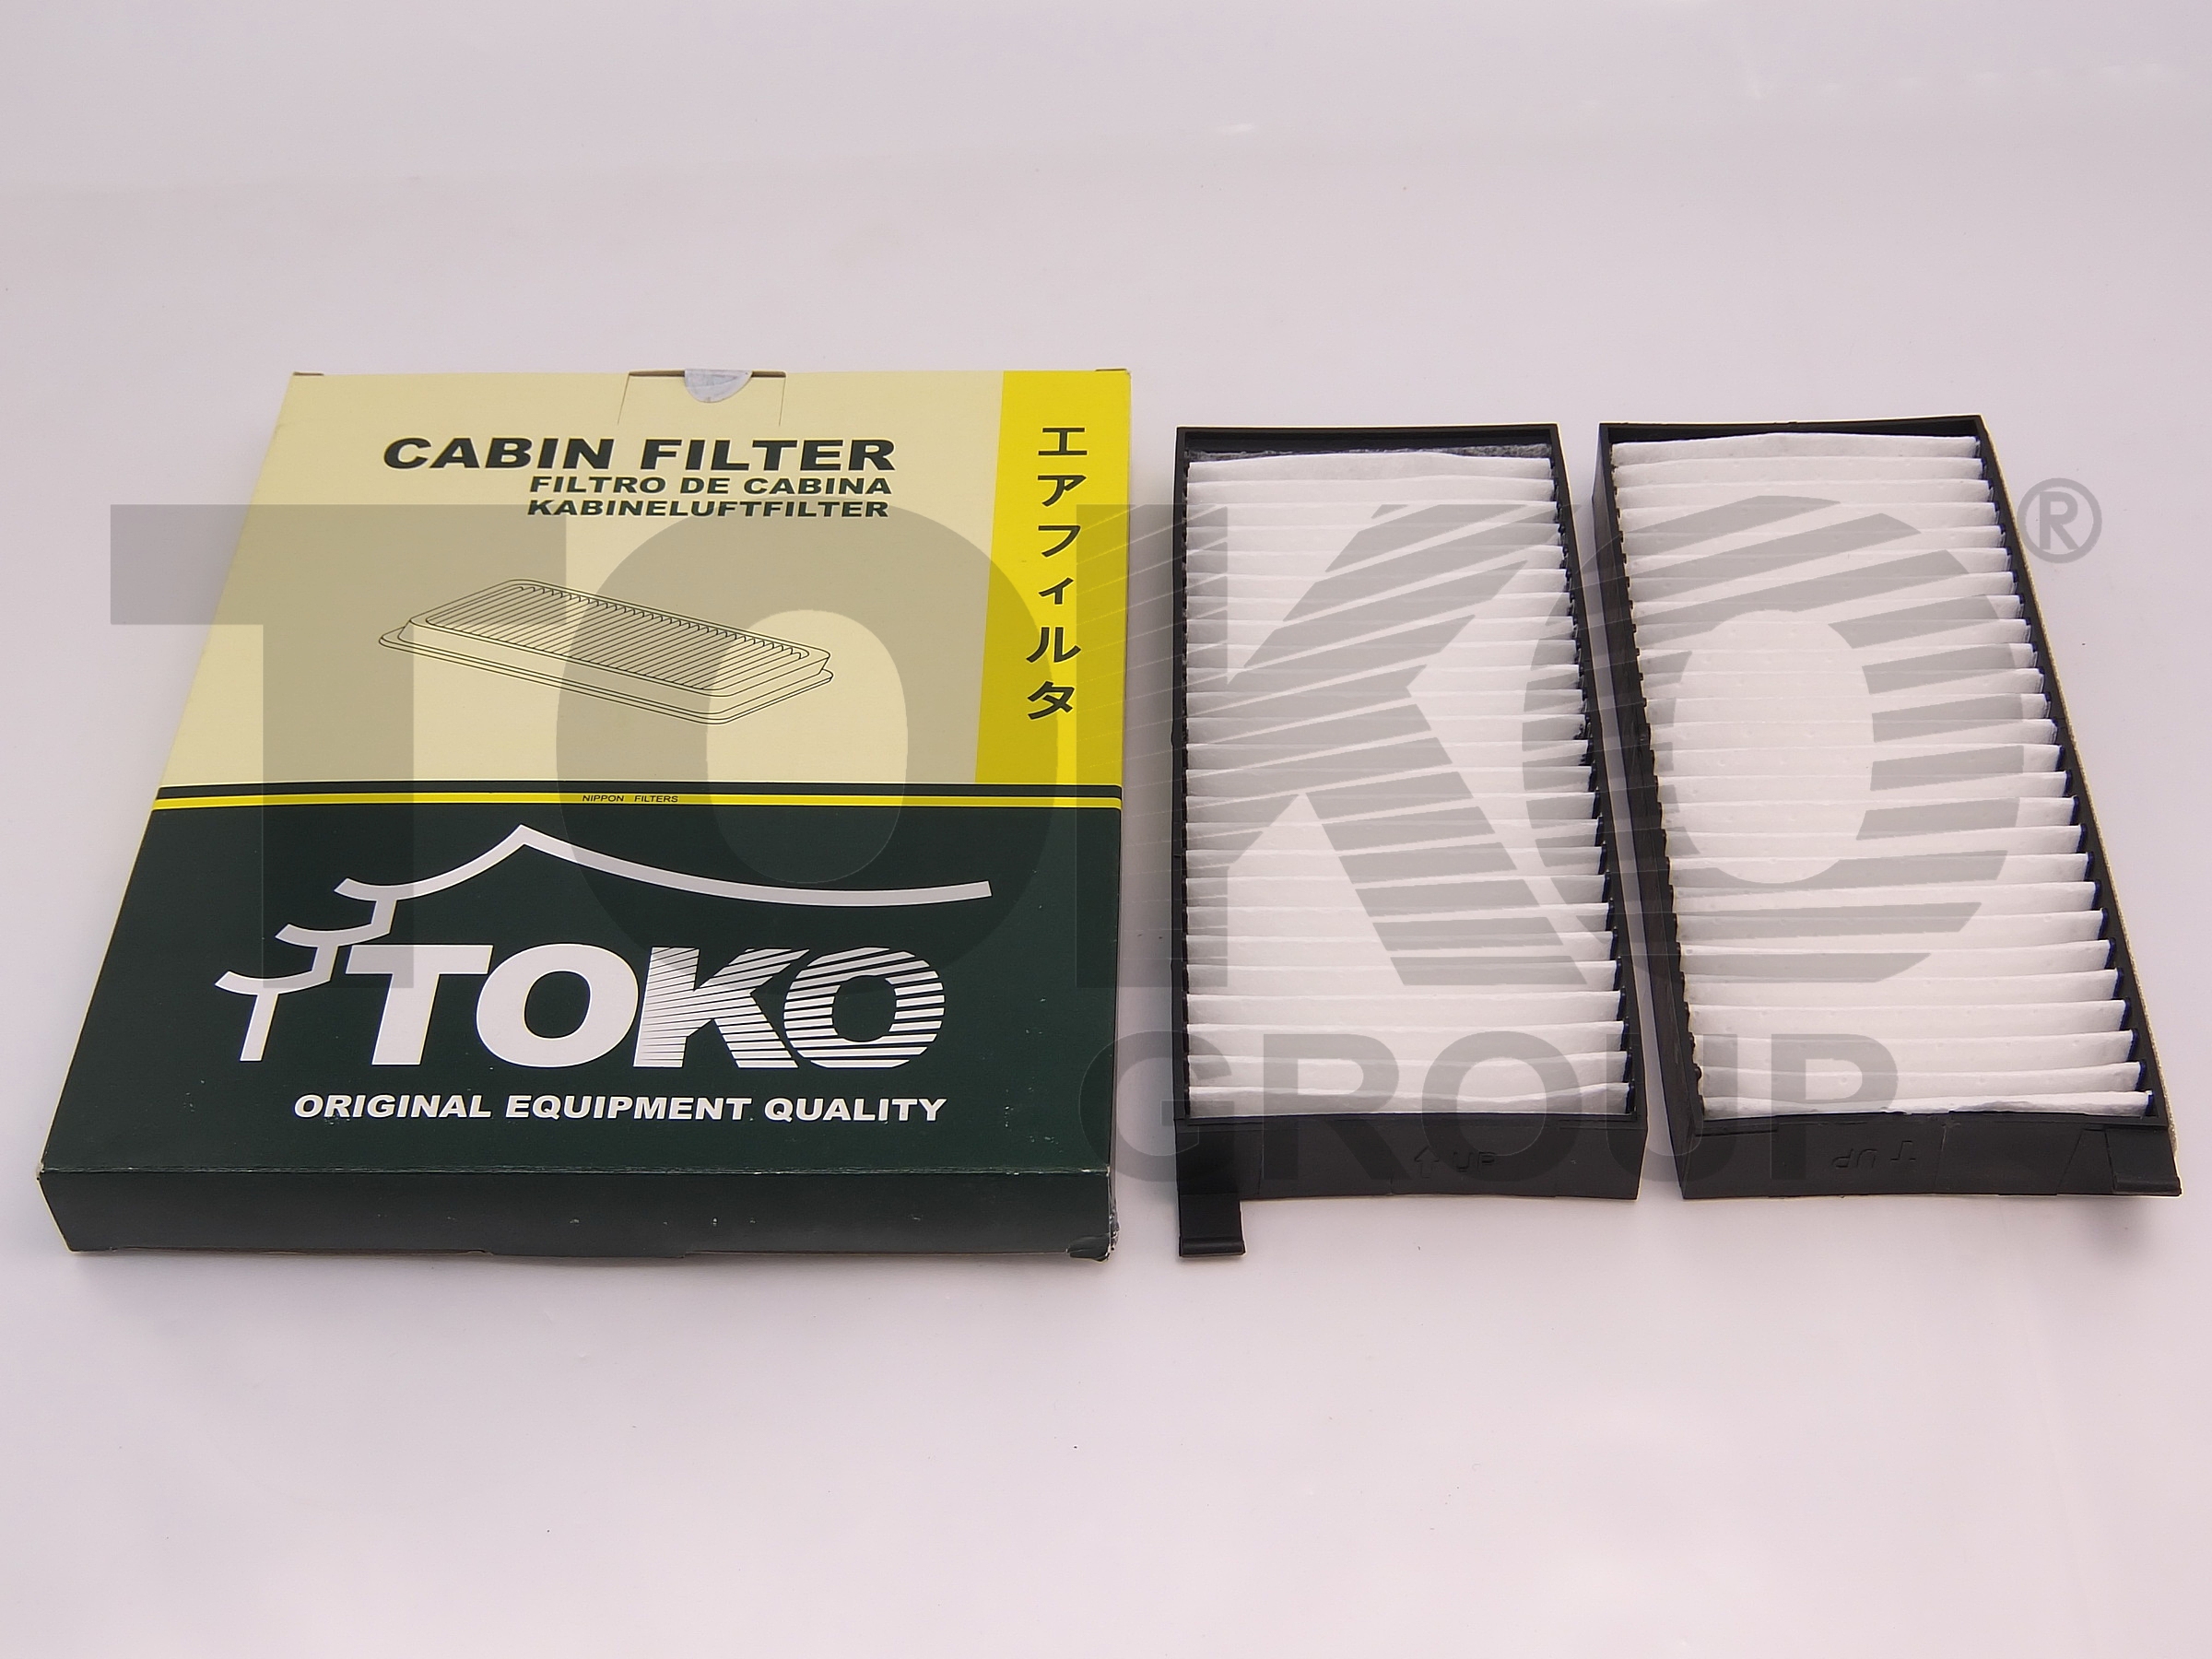 CABIN FILTER
FILTRO DE CABINA
KABINELUFTFILTER
エアフィルタ
NIPPON FILTERS
TOKO
ORIGINAL EQUIPMENT QUALITY
TOKO®
GROUP
↑ UP
↑ UP